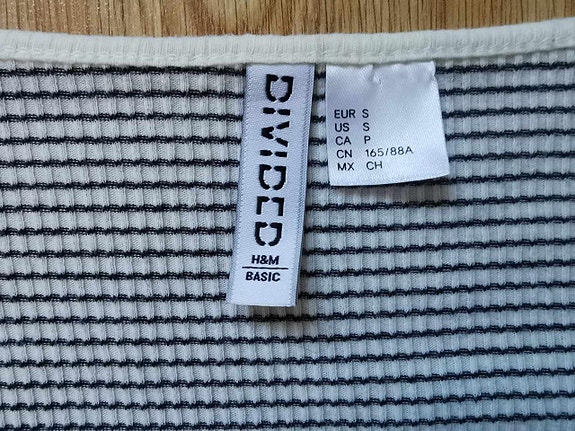 DIVIDED
H&M
BASIC
EUR S
US S
CA P
CN 165/88A
MX CH